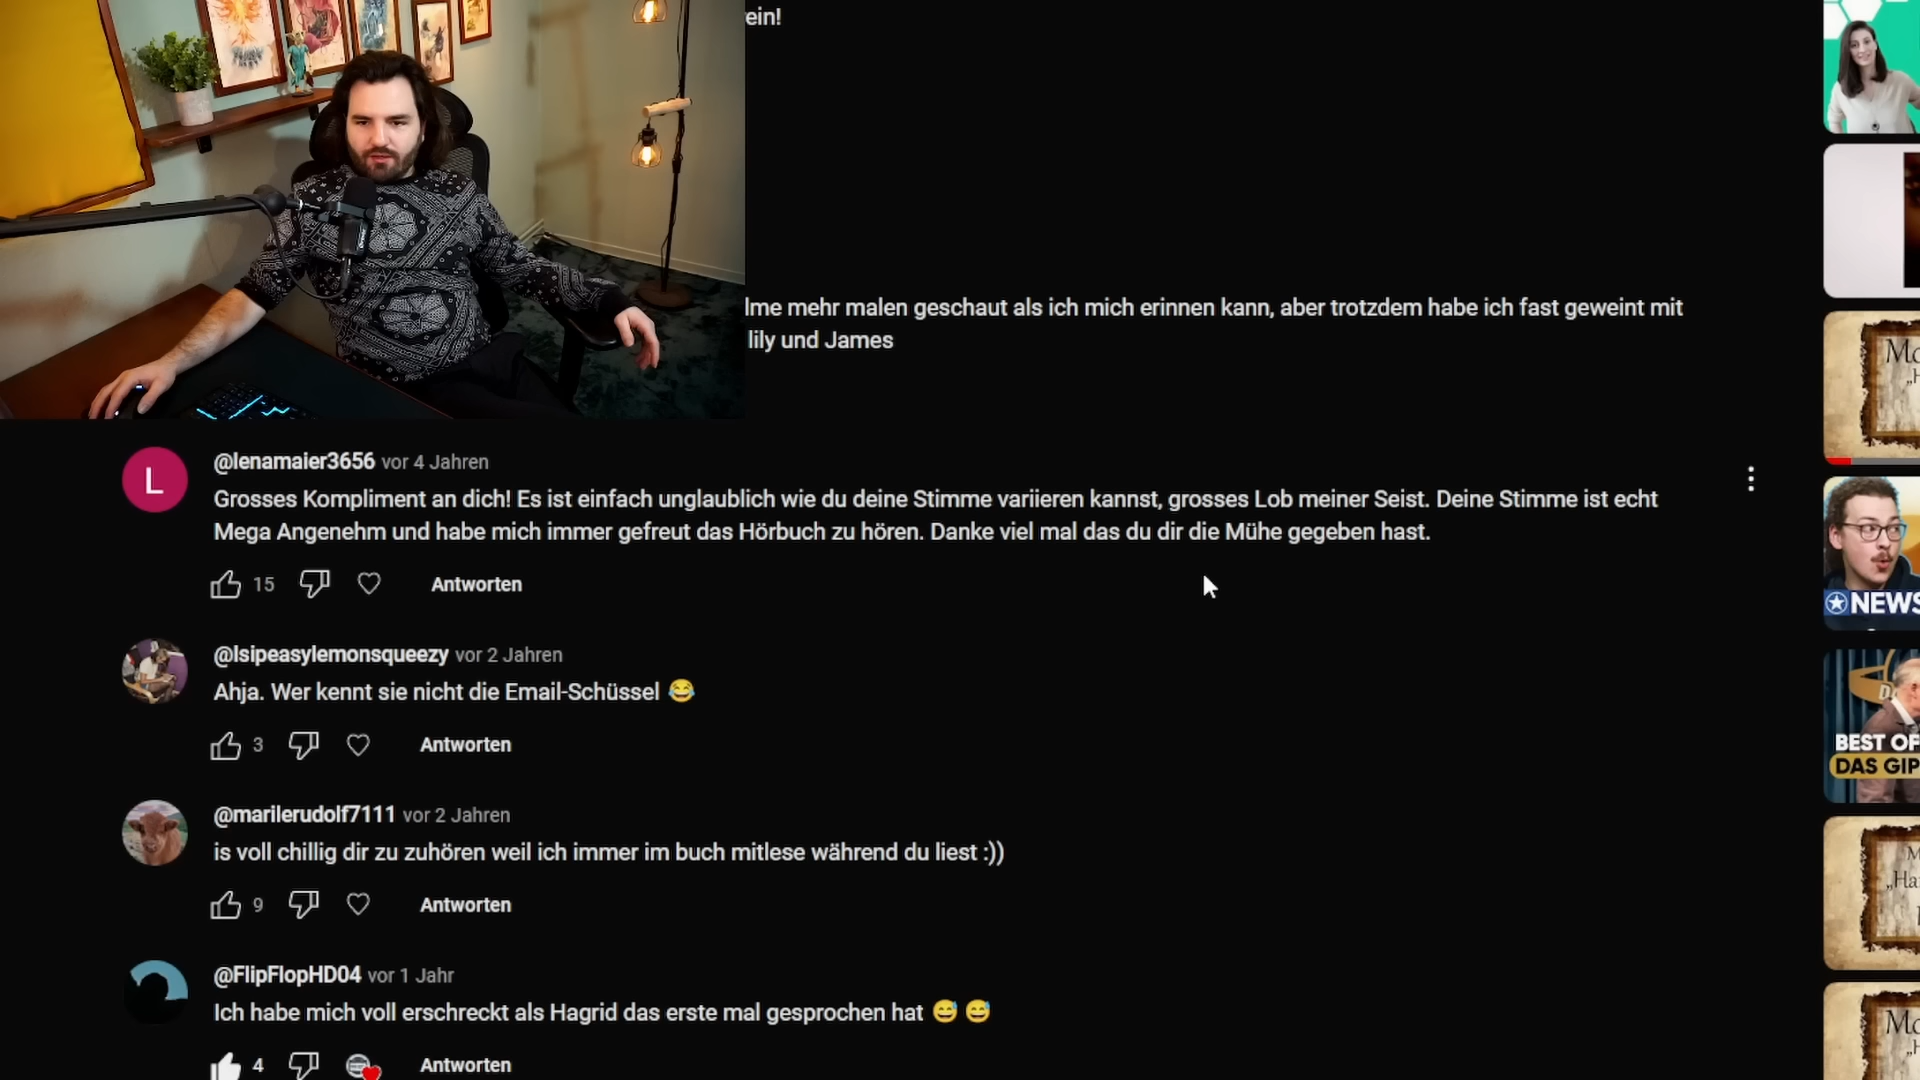 ein!
lme mehr malen geschaut als ich mich erinnen kann, aber trotzdem habe ich fast geweint mit
lily und James
@lenamaier3656 vor 4 Jahren
L
Grosses Kompliment an dich! Es ist einfach unglaublich wie du deine Stimme variieren kannst, grosses Lob meiner Seist. Deine Stimme ist echt
Mega Angenehm und habe mich immer gefreut das Hörbuch zu hören. Danke viel mal das du dir die Mühe gegeben hast.
15 Antworten
@lsipeasylemonsqueezy vor 2 Jahren
Ahja. Wer kennt sie nicht die Email-Schüssel 😂
3 Antworten
@marilerudolf7111 vor 2 Jahren
is voll chillig dir zu zuhören weil ich immer im buch mitlese während du liest :))
9 Antworten
@FlipFlopHD04 vor 1 Jahr
Ich habe mich voll erschreckt als Hagrid das erste mal gesprochen hat 😅 😅
4 Antworten
Mo
„H
NEWS
BEST OF
DAS GIP
M
„Ha
Mo
„H